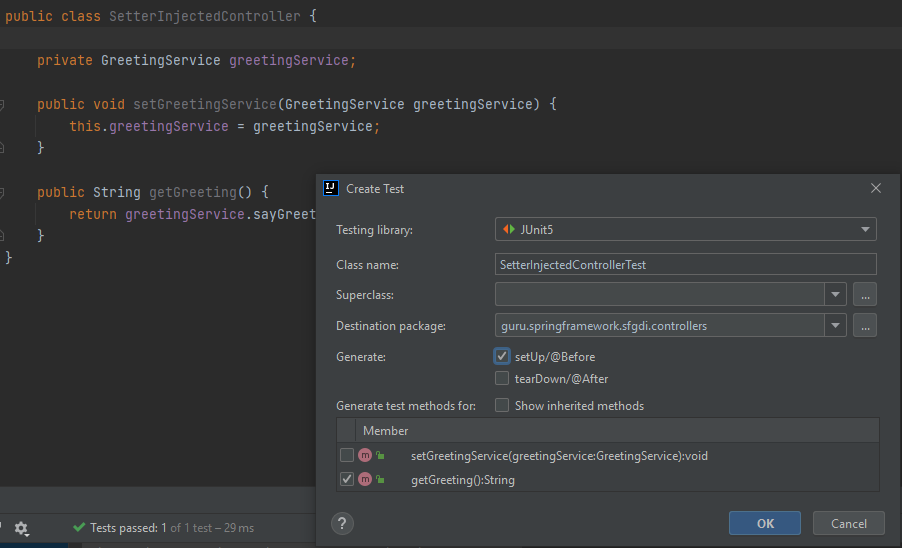 public class SetterInjectedController {
private GreetingService greetingService;
public void setGreetingService(GreetingService greetingService) {
this.greetingService = greetingService;
}
public String getGreeting() {
return greetingService.sayGreet
}
}
IJ
Create Test
Testing library:
JUnit5
Class name:
SetterInjectedControllerTest
Superclass:
...
Destination package:
guru.springframework.sfgdi.controllers
...
Generate:
setUp/@Before
tearDown/@After
Generate test methods for:
Show inherited methods
Member
m
setGreetingService(greetingService:GreetingService):void
m
getGreeting():String
?
OK
Cancel
Tests passed: 1 of 1 test – 29 ms